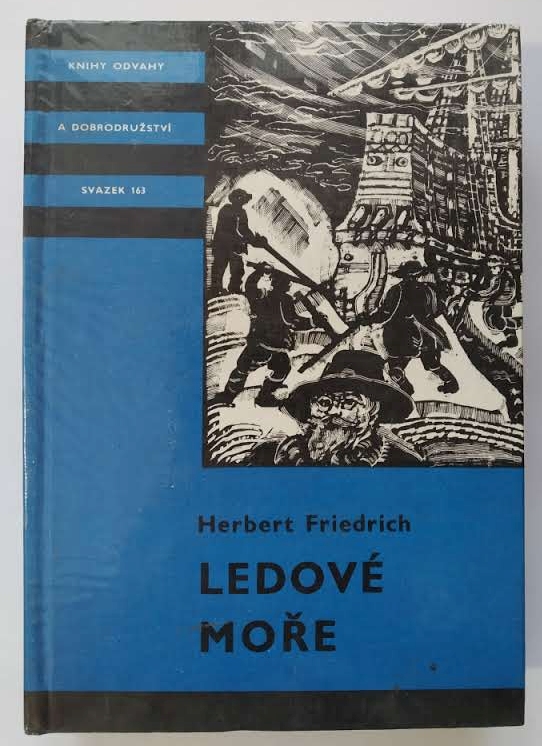 KNIHY ODVAHY
A DOBRODRUŽSTVÍ
SVAZEK 163
Herbert Friedrich
LEDOVÉ
MOŘE